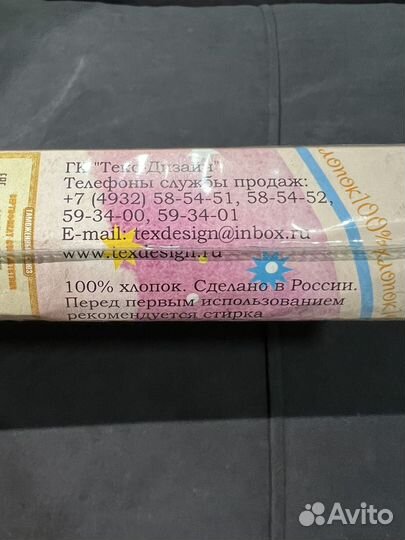 ГК "Текс-Дизайн"
Телефоны службы продаж:
+7 (4932) 58-54-51, 58-54-52,
59-34-00, 59-34-01
E-mail: texdesign@inbox.ru
www.texdesign.ru
100% хлопок. Сделано в России.
Перед первым использованием
рекомендуется стирка
лопок100%хлопок
Avito